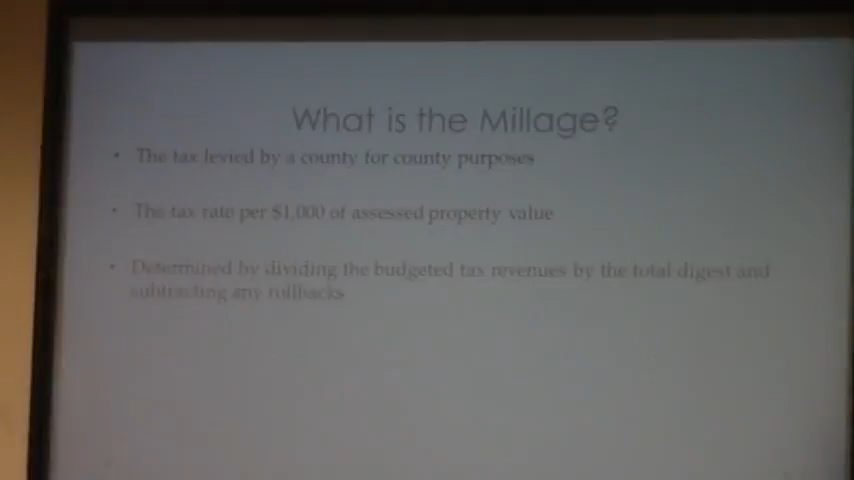 What is the Millage?
• The tax levied by a county for county purposes
• The tax rate per $1,000 of assessed property value
• Determined by dividing the budgeted tax revenues by the total digest and
subtracting any rollbacks